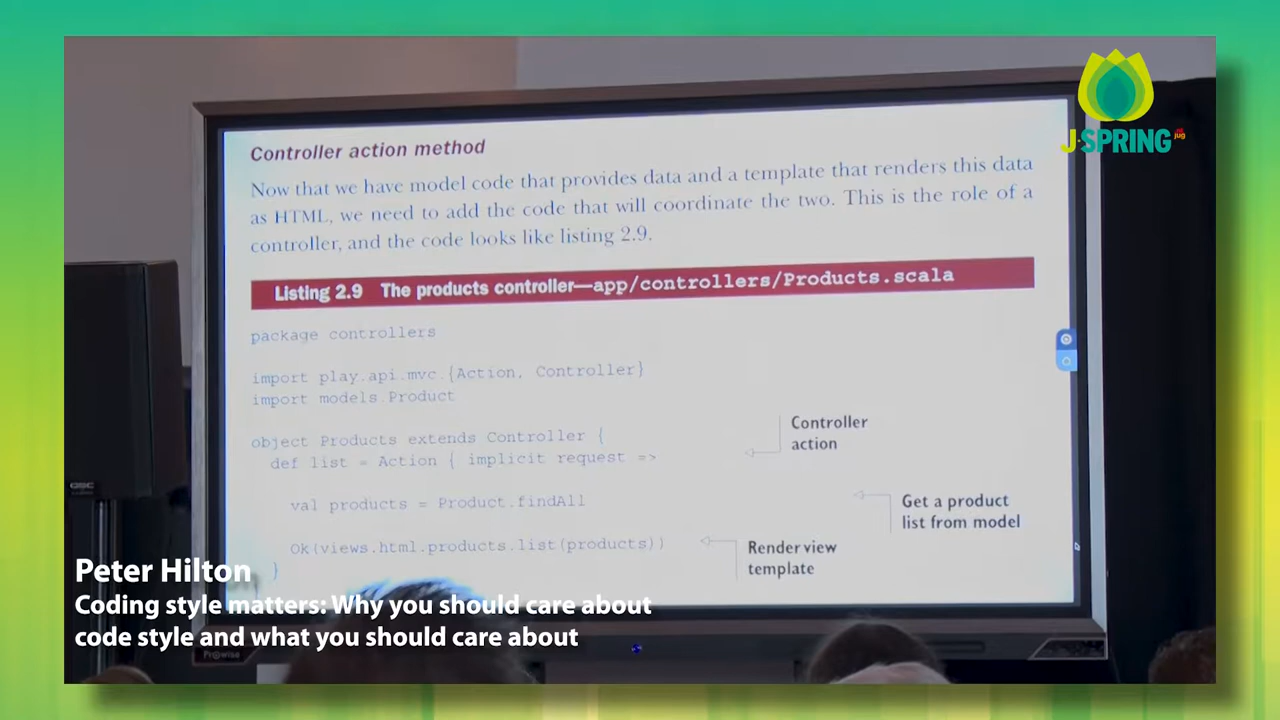 Controller action method
Now that we have model code that provides data and a template that renders this data
as HTML, we need to add the code that will coordinate the two. This is the role of a
controller, and the code looks like listing 2.9.
Listing 2.9 The products controller—app/controllers/Products.scala
package controllers
import play.api.mvc.{Action, Controller}
import models.Product
object Products extends Controller {
def list = Action { implicit request =>
Controller
action
val products = Product.findAll
Get a product
list from model
Ok(views.html.products.list(products))
Render view
template
}
J-SPRING
nl
jug
QSC
Prowise
Peter Hilton
Coding style matters: Why you should care about
code style and what you should care about